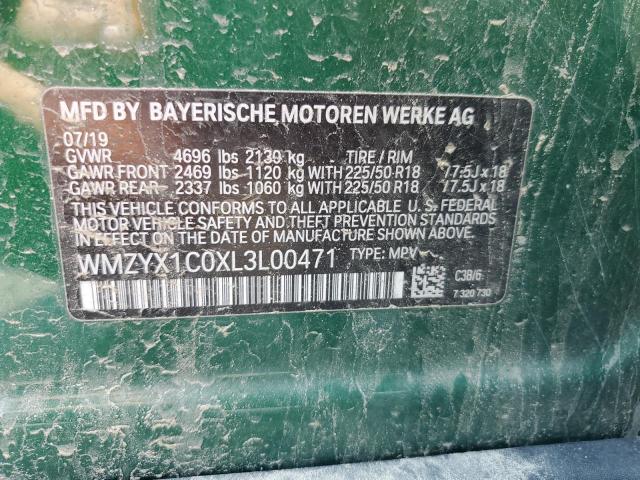 MFD BY BAYERISCHE MOTOREN WERKE AG
07/19
GVWR 4696 lbs 2130 kg TIRE / RIM
GAWR FRONT 2469 lbs 1120 kg WITH 225/50 R18 /7.5J x 18
GAWR REAR 2337 lbs 1060 kg WITH 225/50 R18 /7.5J x 18
THIS VEHICLE CONFORMS TO ALL APPLICABLE U. S. FEDERAL
MOTOR VEHICLE SAFETY AND THEFT PREVENTION STANDARDS
IN EFFECT ON THE DATE OF MANUFACTURE SHOWN ABOVE.
WMZYX1C0XL3L00471 TYPE: MPV
C38/6
7 320 730